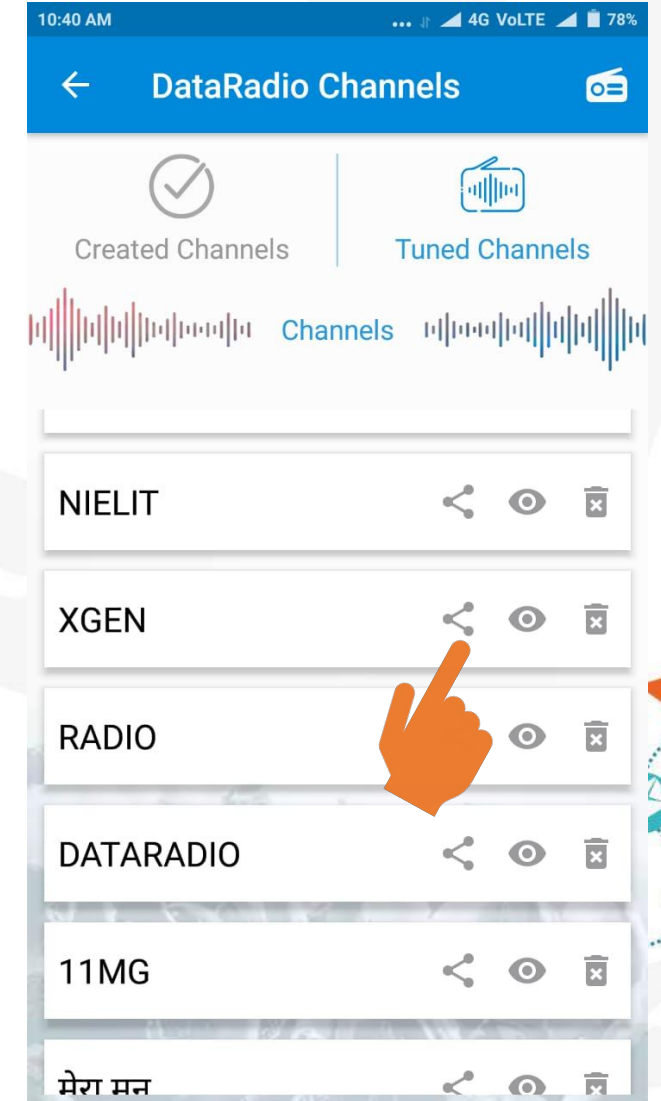 10:40 AM 4G VoLTE 78%
DataRadio Channels
Created Channels Tuned Channels
Channels
NIELIT
XGEN
RADIO
DATARADIO
11MG
मेरा मन